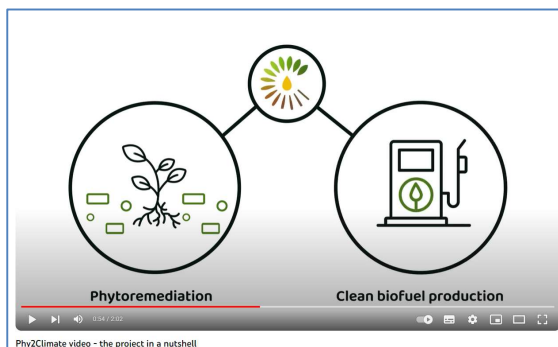 Phytoremediation
Clean biofuel production
0:54 / 2:02
Phy2Climate video - the project in a nutshell